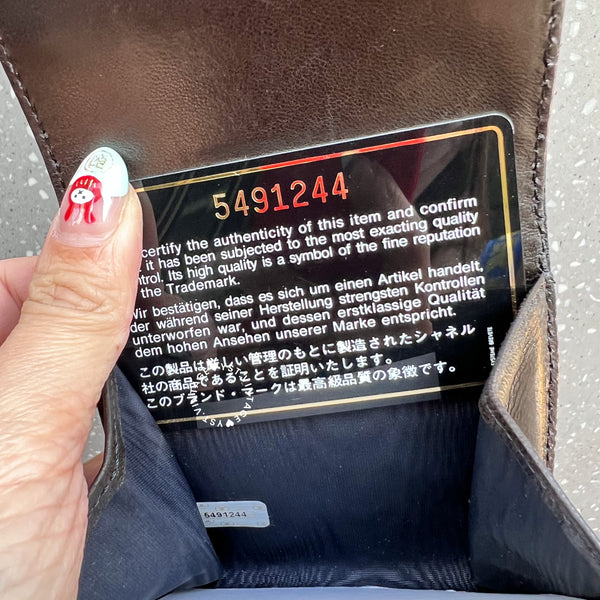 5491244
certify the authenticity of this item and confirm
it has been subjected to the most exacting quality
Its high quality is a symbol of the fine reputation
the Trademark.
Wir bestätigen, dass es sich um einen Artikel handelt,
der während seiner Herstellung strengsten Kontrollen
unterworfen war, und dessen erstklassige Qualität
dem hohen Ansehen unserer Marke entspricht.
この製品は厳しい管理のもとに製造されたシャネル
社の商品であることを証明いたします。
このブランド・マークは最高級品質の象徴です。
5491244